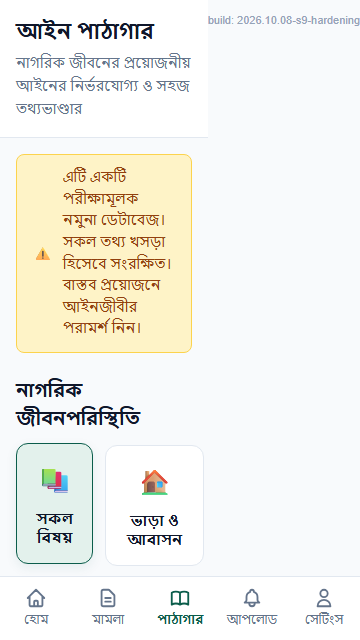 আইন পাঠাগার
build: 2026.10.08-s9-hardening
নাগরিক জীবনের প্রয়োজনীয়
আইনের নির্ভরযোগ্য ও সহজ
তথ্যভাণ্ডার
এটি একটি
পরীক্ষামূলক
নমুনা ডেটাবেজ।
সকল তথ্য খসড়া
হিসেবে সংরক্ষিত।
বাস্তব প্রয়োজনে
আইনজীবীর
পরামর্শ নিন।
নাগরিক
জীবনপরিস্থিতি
সকল
বিষয়
ভাড়া ও
আবাসন
হোম
মামলা
পাঠাগার
আপলোড
সেটিংস